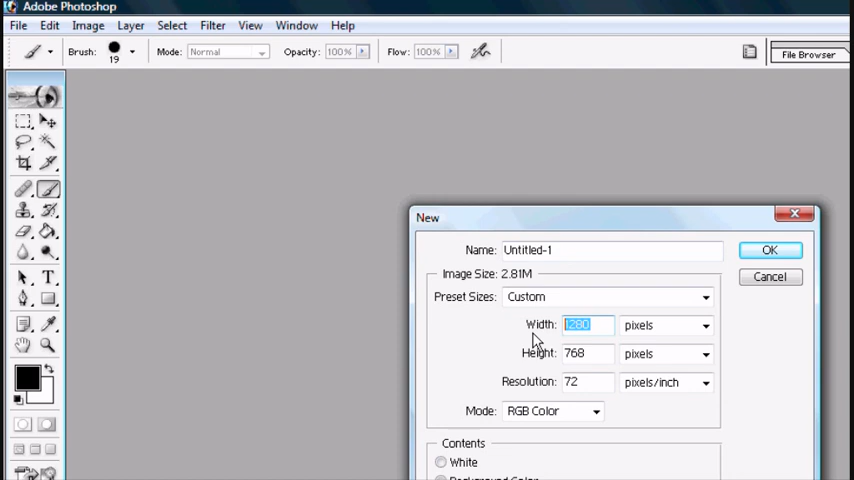 Adobe Photoshop
File Edit Image Layer Select Filter View Window Help
Brush: 19 Mode: Normal Opacity: 100% Flow: 100% File Browser
New
Name: Untitled-1 OK
Image Size: 2.81M Cancel
Preset Sizes: Custom
Width: 1280 pixels
Height: 768 pixels
Resolution: 72 pixels/inch
Mode: RGB Color
Contents
White
Background Color